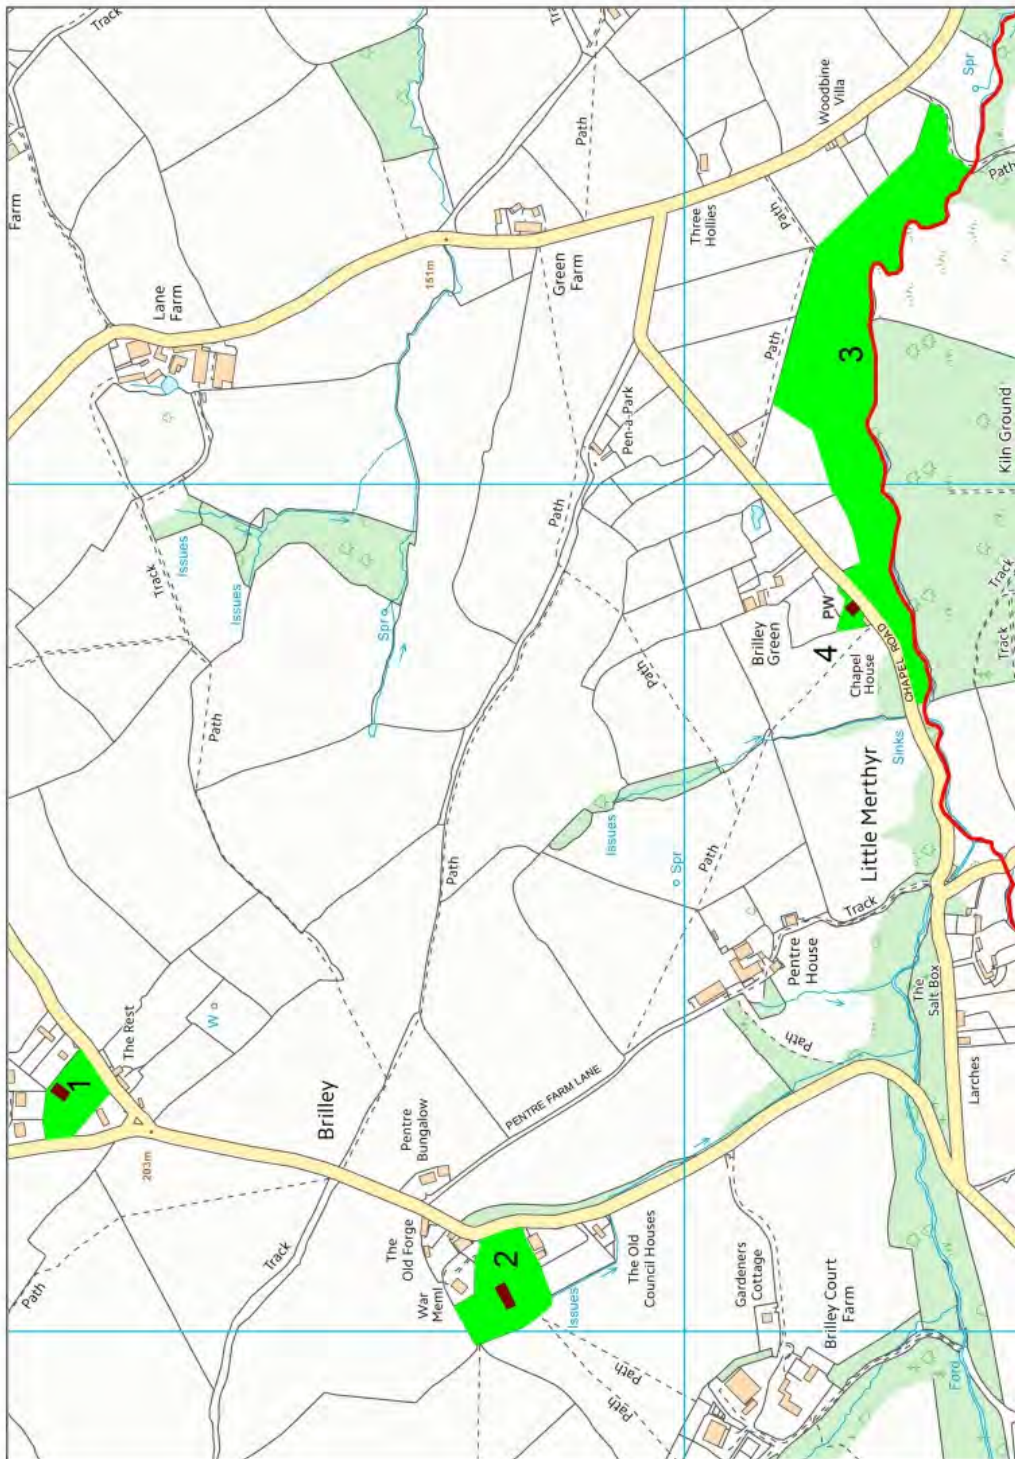 Track
Farm
Track
Lane
Farm
151m
Green
Farm
Path
Woodbine
Villa
Spr
Path
Three
Hollies
Path
Path
3
Kiln Ground
Pen-a-Park
Path
Issues
Issues
Track
Spr
Path
Path
Brilley
Green
PW
4
Chapel
House
CHAPEL ROAD
Track
Track
Sinks
Little Merthyr
Issues
Path
Spr
Path
Track
Pentre
House
The
Salt Box
Larches
Path
W
The Rest
1
203m
Brilley
Pentre
Bungalow
PENTRE FARM LANE
The
Old Forge
War
Meml
2
Issues
The Old
Council Houses
Track
Path
Gardeners
Cottage
Brilley Court
Farm
Path
Path
Ford